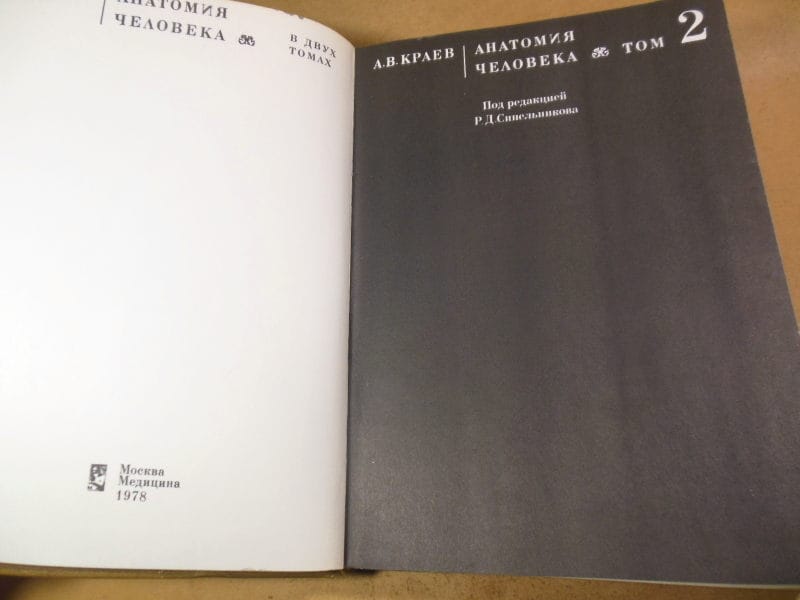 АНАТОМИЯ
ЧЕЛОВЕКА
В ДВУХ
ТОМАХ
Москва
Медицина
1978
А.В. КРАЕВ
АНАТОМИЯ
ЧЕЛОВЕКА
ТОМ 2
Под редакцией
Р.Д.Синельникова